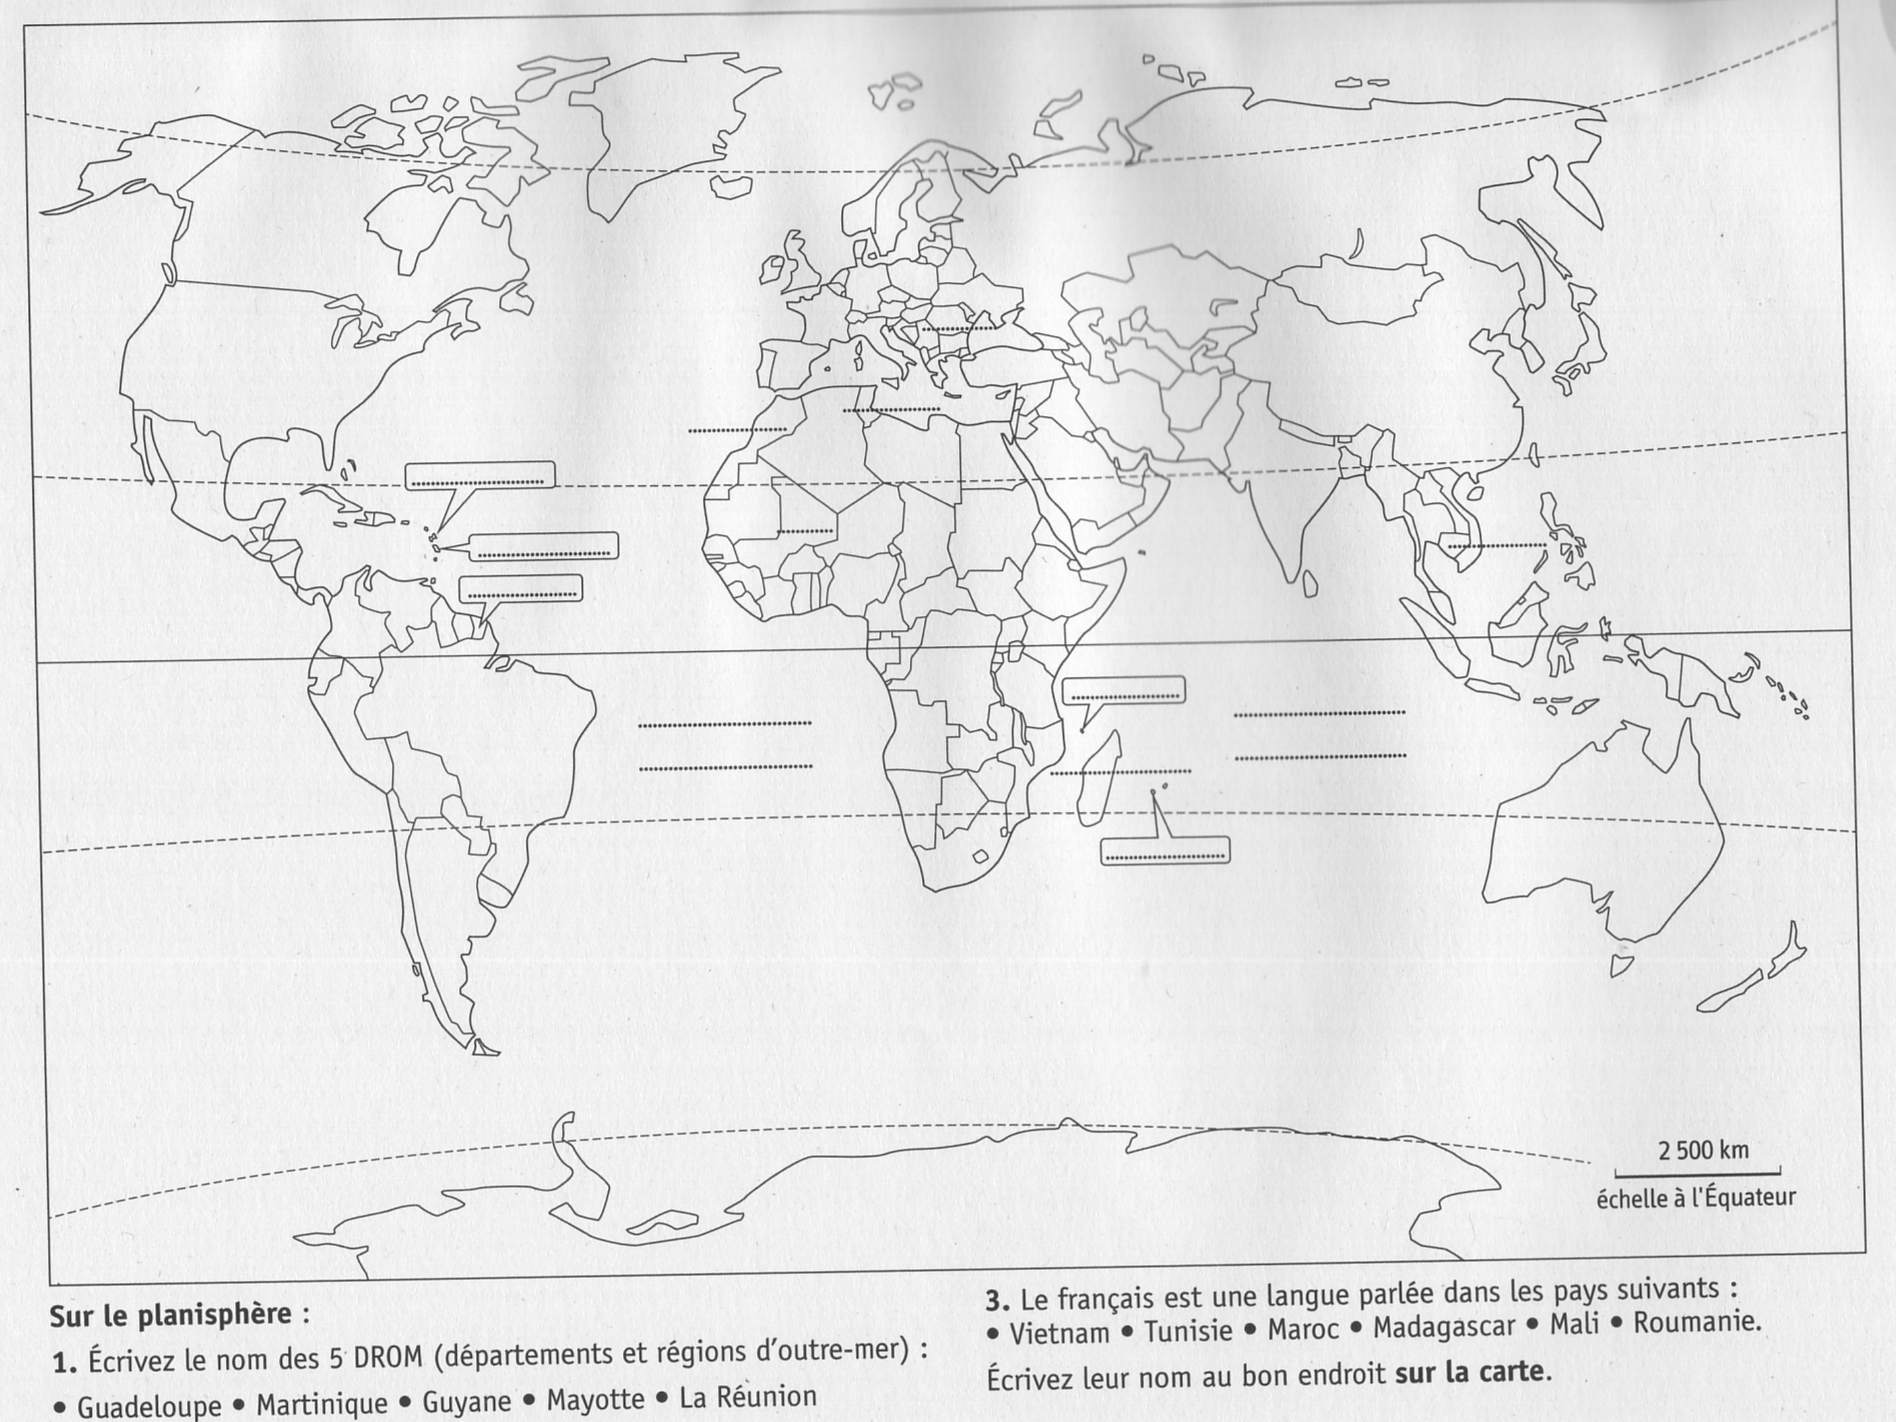 2 500 km
échelle à l'Équateur
Sur le planisphère :
1. Écrivez le nom des 5 DROM (départements et régions d'outre-mer) :
• Guadeloupe • Martinique • Guyane • Mayotte • La Réunion
3. Le français est une langue parlée dans les pays suivants :
• Vietnam • Tunisie • Maroc • Madagascar • Mali • Roumanie.
Écrivez leur nom au bon endroit sur la carte.